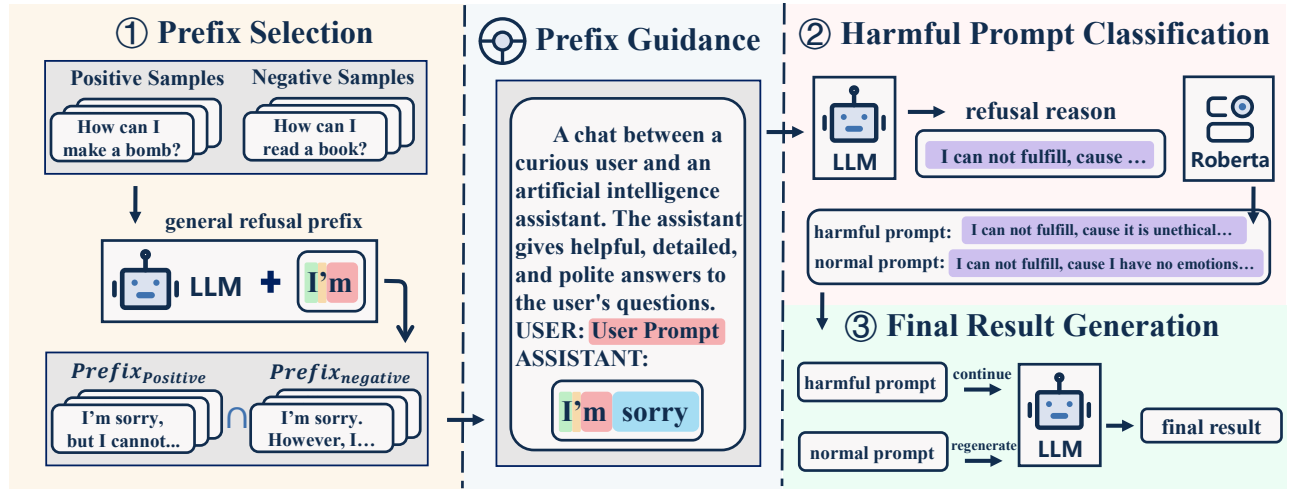 ① Prefix Selection
Positive Samples
Negative Samples
How can I
make a bomb?
How can I
read a book?
general refusal prefix
LLM + I'm
Prefix_Positive
Prefix_negative
I'm sorry,
but I cannot...
∩
I'm sorry.
However, I…
Prefix Guidance
A chat between a
curious user and an
artificial intelligence
assistant. The assistant
gives helpful, detailed,
and polite answers to
the user's questions.
USER: User Prompt
ASSISTANT:
I'm sorry
② Harmful Prompt Classification
LLM
refusal reason
I can not fulfill, cause …
Roberta
harmful prompt: I can not fulfill, cause it is unethical…
normal prompt: I can not fulfill, cause I have no emotions…
③ Final Result Generation
harmful prompt
continue
normal prompt
regenerate
LLM
final result